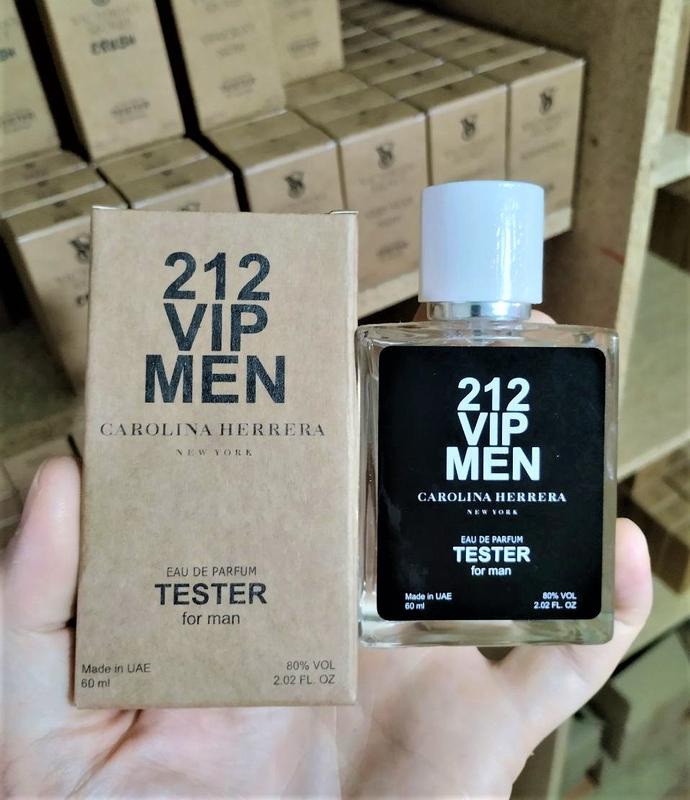 212
VIP
MEN
CAROLINA HERRERA
NEW YORK
EAU DE PARFUM
TESTER
for man
Made in UAE
60 ml
80% VOL
2.02 FL. OZ
212
VIP
MEN
CAROLINA HERRERA
NEW YORK
EAU DE PARFUM
TESTER
for man
Made in UAE
60 ml
80% VOL
2.02 FL. OZ